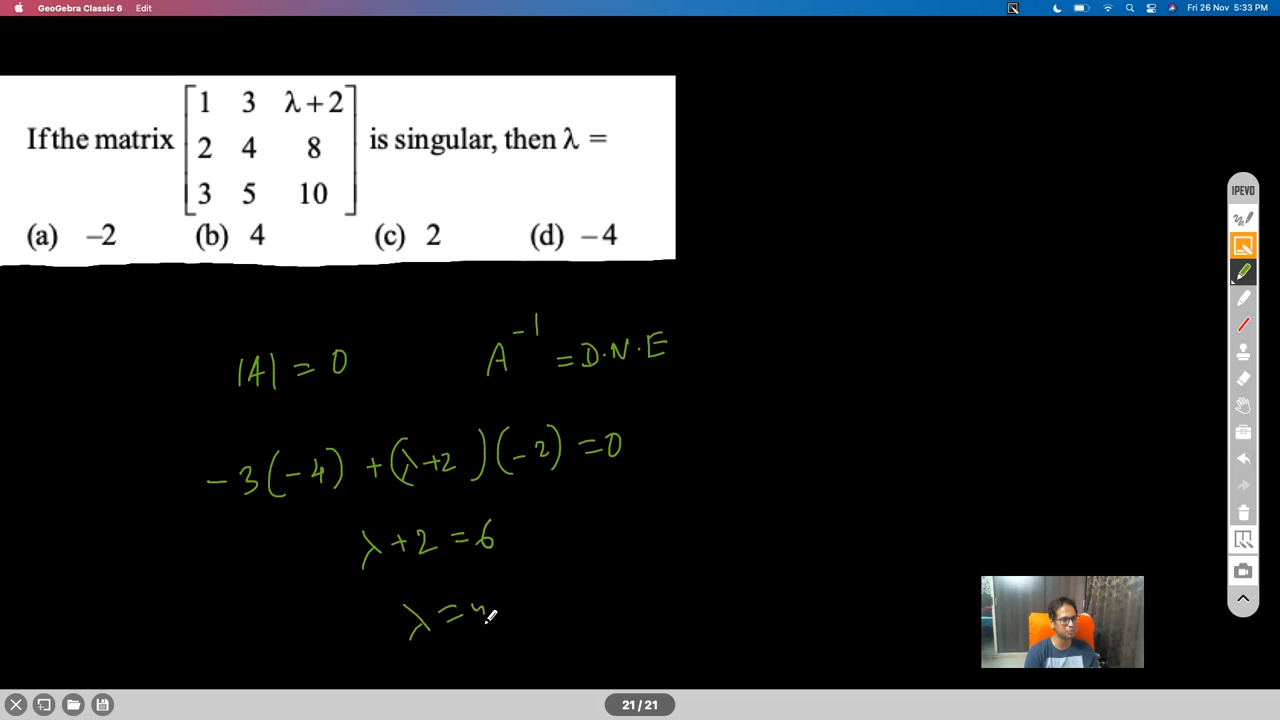 GeoGebra Classic 6 Edit Fri 26 Nov 5:33 PM
If the matrix [1 3 λ+2
2 4 8
3 5 10] is singular, then λ =
(a) –2 (b) 4 (c) 2 (d) –4
IPEVO
|A| = 0 A⁻¹ = D.N.E
-3(-4) + (λ+2)(-2) = 0
λ + 2 = 6
λ =
21 / 21